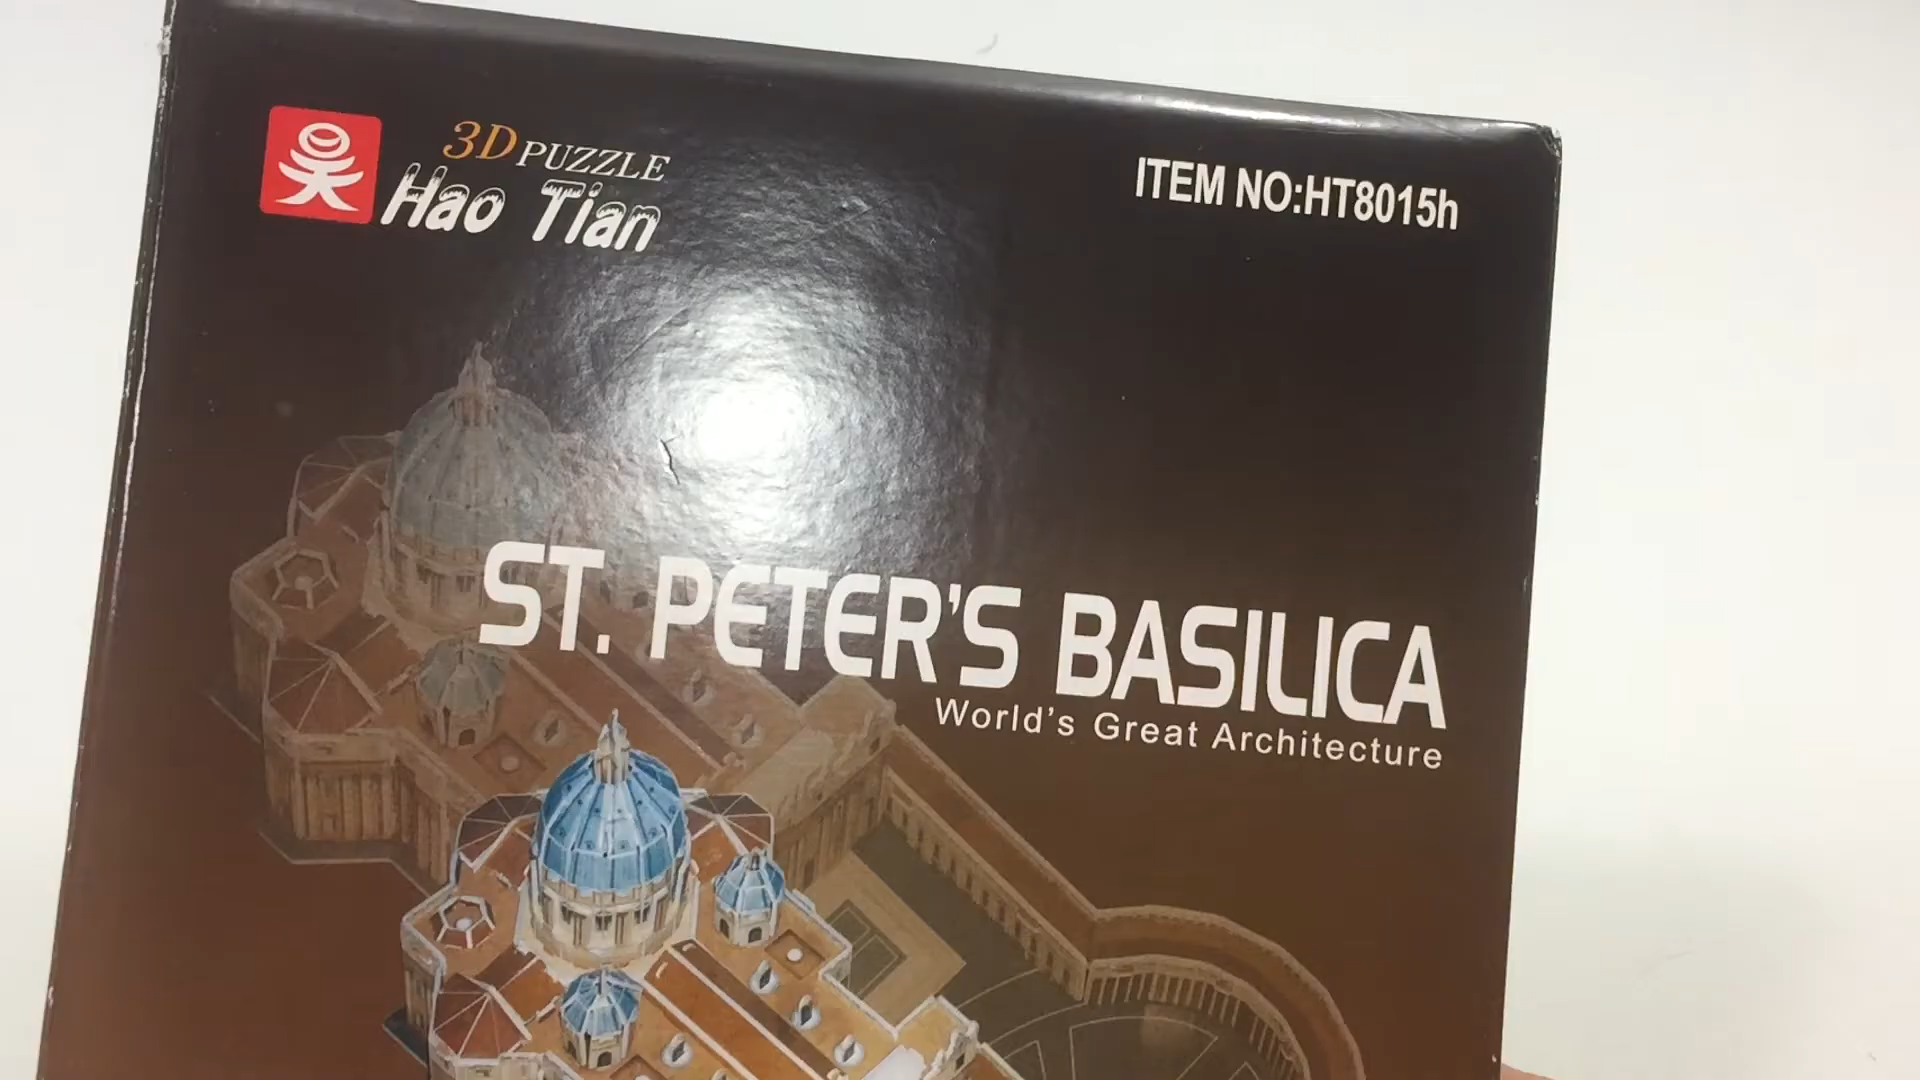 3D PUZZLE
Hao Tian
ITEM NO:HT8015h
ST. PETER'S BASILICA
World's Great Architecture